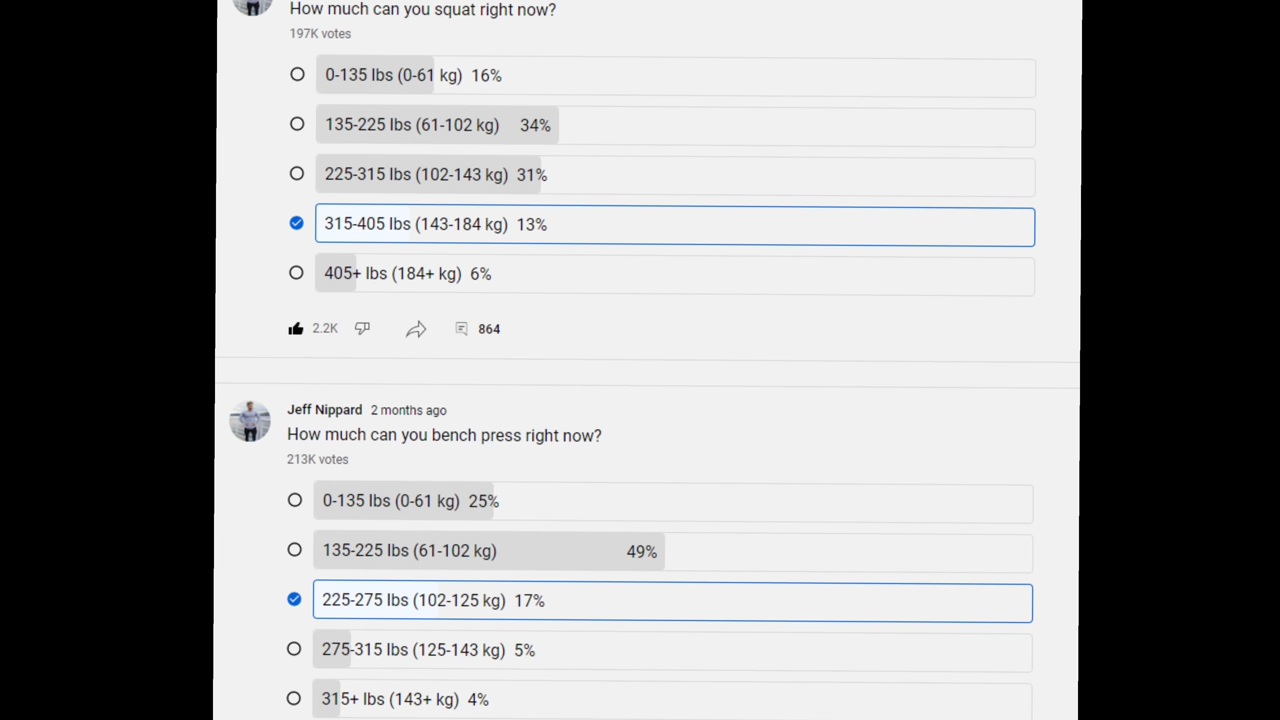 How much can you squat right now?
197K votes
0-135 lbs (0-61 kg) 16%
135-225 lbs (61-102 kg) 34%
225-315 lbs (102-143 kg) 31%
315-405 lbs (143-184 kg) 13%
405+ lbs (184+ kg) 6%
2.2K 864
Jeff Nippard 2 months ago
How much can you bench press right now?
213K votes
0-135 lbs (0-61 kg) 25%
135-225 lbs (61-102 kg) 49%
225-275 lbs (102-125 kg) 17%
275-315 lbs (125-143 kg) 5%
315+ lbs (143+ kg) 4%